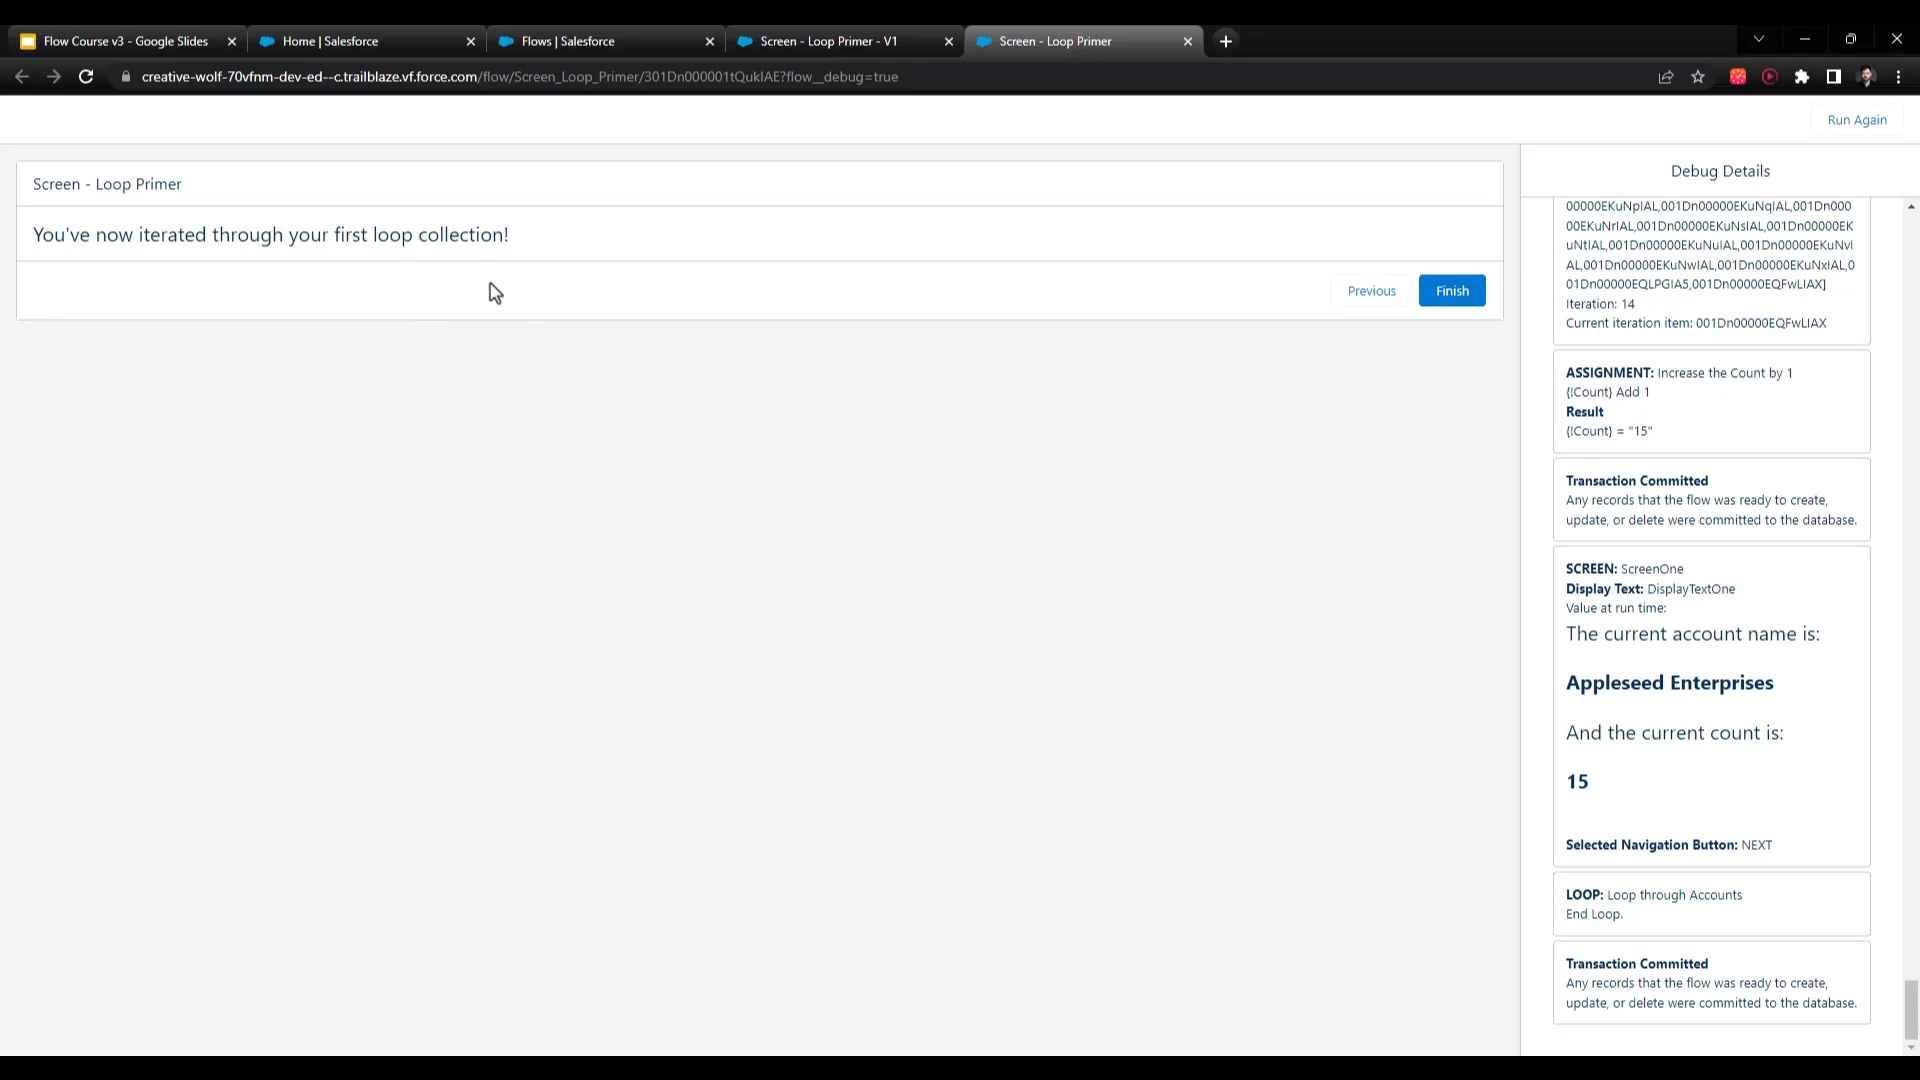 Flow Course v3 - Google Slides
Home | Salesforce
Flows | Salesforce
Screen - Loop Primer - V1
Screen - Loop Primer
creative-wolf-70vfnm-dev-ed--c.trailblaze.vf.force.com/flow/Screen_Loop_Primer/301Dn000001tQukIAE?flow__debug=true
Run Again
Screen - Loop Primer
You've now iterated through your first loop collection!
Previous
Finish
Debug Details
00000EKuNpIAL,001Dn00000EKuNqIAL,001Dn000
00EKuNrIAL,001Dn00000EKuNsIAL,001Dn00000EK
uNtIAL,001Dn00000EKuNuIAL,001Dn00000EKuNvI
AL,001Dn00000EKuNwIAL,001Dn00000EKuNxIAL,0
01Dn00000EQLPGIA5,001Dn00000EQFwLIAX]
Iteration: 14
Current iteration item: 001Dn00000EQFwLIAX
ASSIGNMENT: Increase the Count by 1
{!Count} Add 1
Result
{!Count} = "15"
Transaction Committed
Any records that the flow was ready to create,
update, or delete were committed to the database.
SCREEN: ScreenOne
Display Text: DisplayTextOne
Value at run time:
The current account name is:
Appleseed Enterprises
And the current count is:
15
Selected Navigation Button: NEXT
LOOP: Loop through Accounts
End Loop.
Transaction Committed
Any records that the flow was ready to create,
update, or delete were committed to the database.